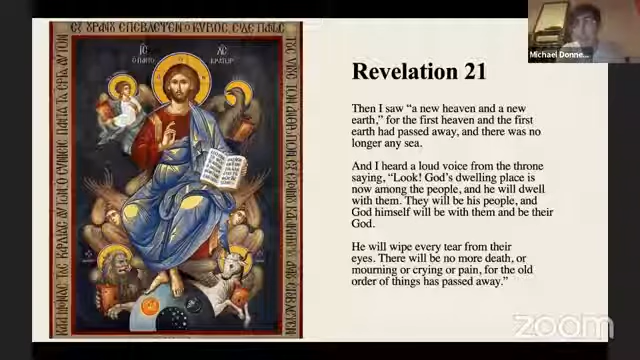 Michael Donne...
Revelation 21
Then I saw “a new heaven and a new
earth,” for the first heaven and the first
earth had passed away, and there was no
longer any sea.
And I heard a loud voice from the throne
saying, “Look! God’s dwelling place is
now among the people, and he will dwell
with them. They will be his people, and
God himself will be with them and be their
God.
He will wipe every tear from their
eyes. There will be no more death, or
mourning or crying or pain, for the old
order of things has passed away.”
zoom